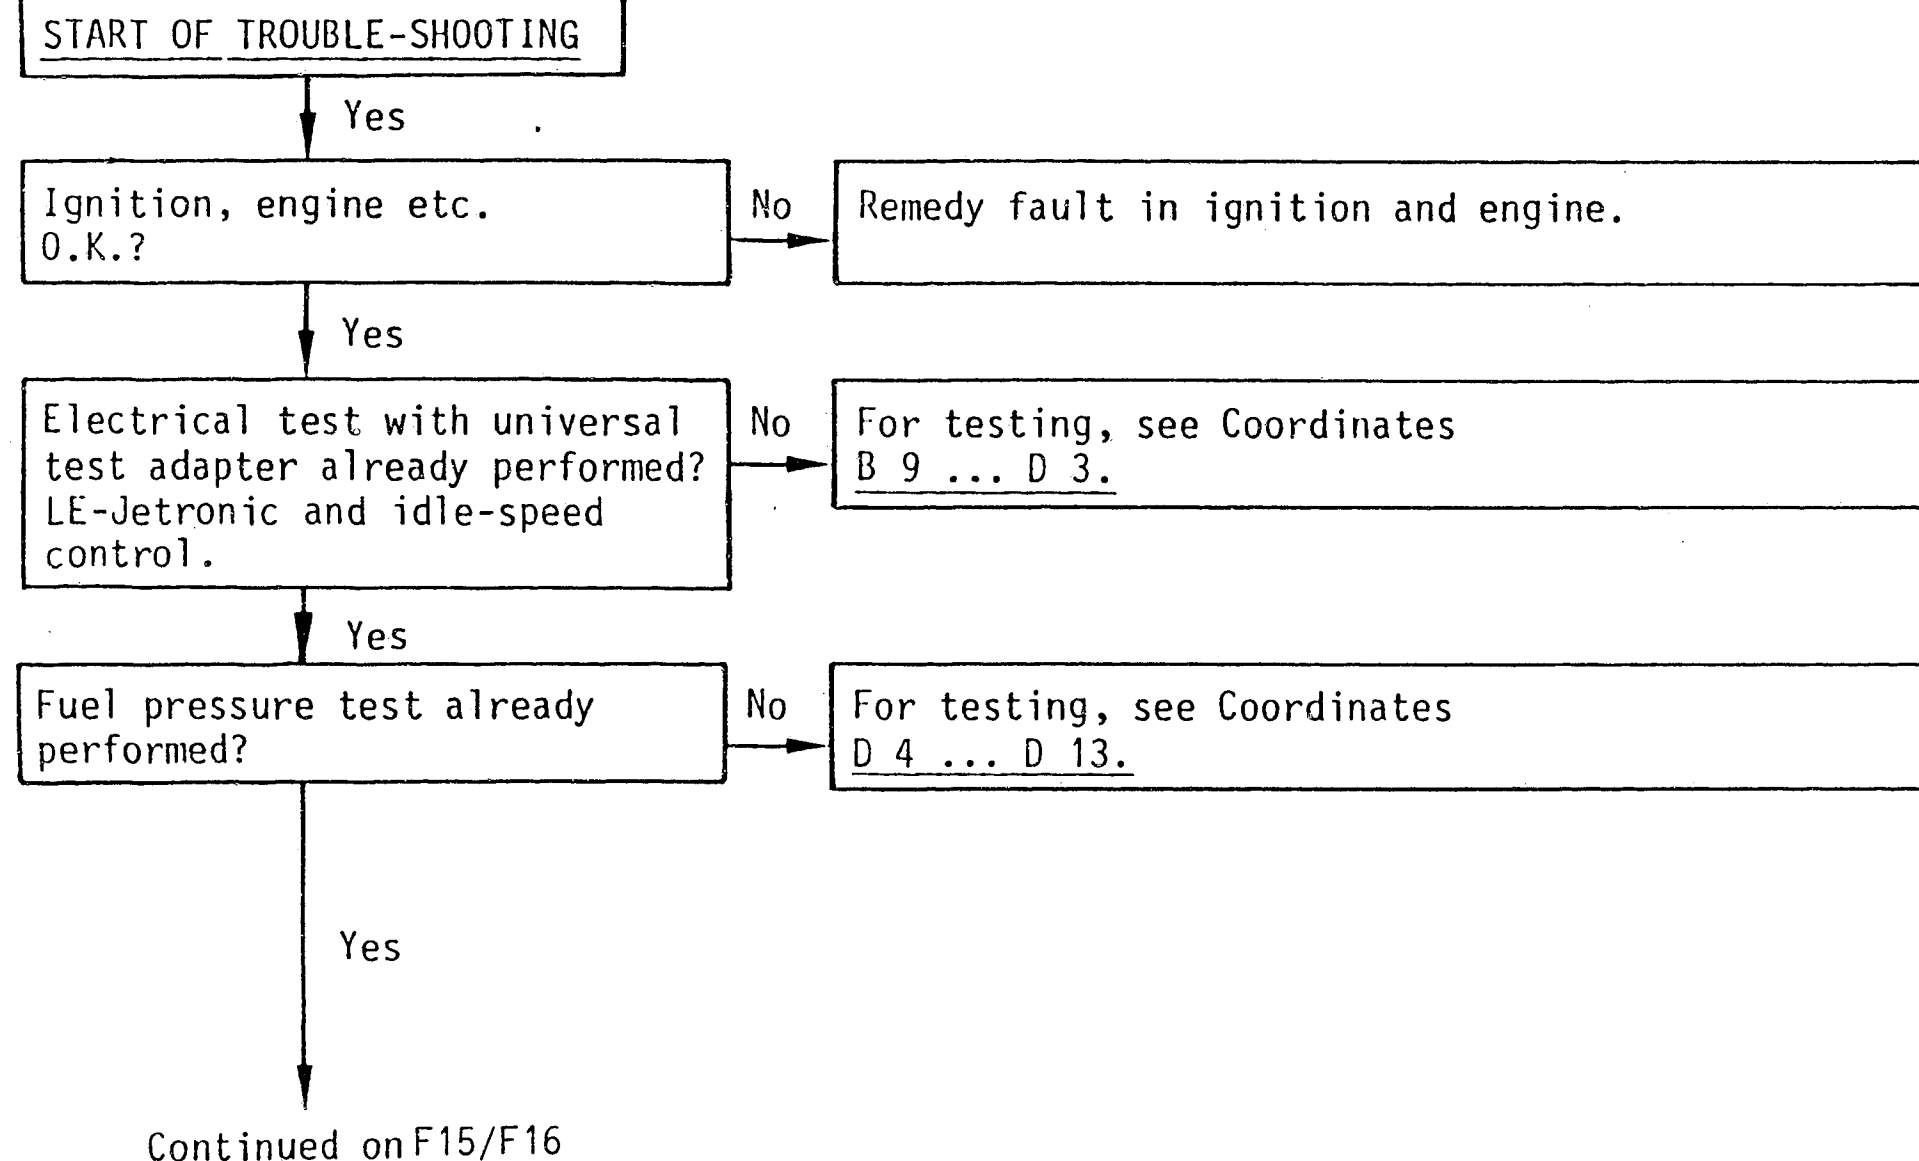 START OF TROUBLE-SHOOTING
Yes
Ignition, engine etc.
O.K.?
No
Remedy fault in ignition and engine.
Yes
Electrical test with universal
test adapter already performed?
LE-Jetronic and idle-speed
control.
No
For testing, see Coordinates
B 9 ... D 3.
Yes
Fuel pressure test already
performed?
No
For testing, see Coordinates
D 4 ... D 13.
Yes
Continued on F15/F16